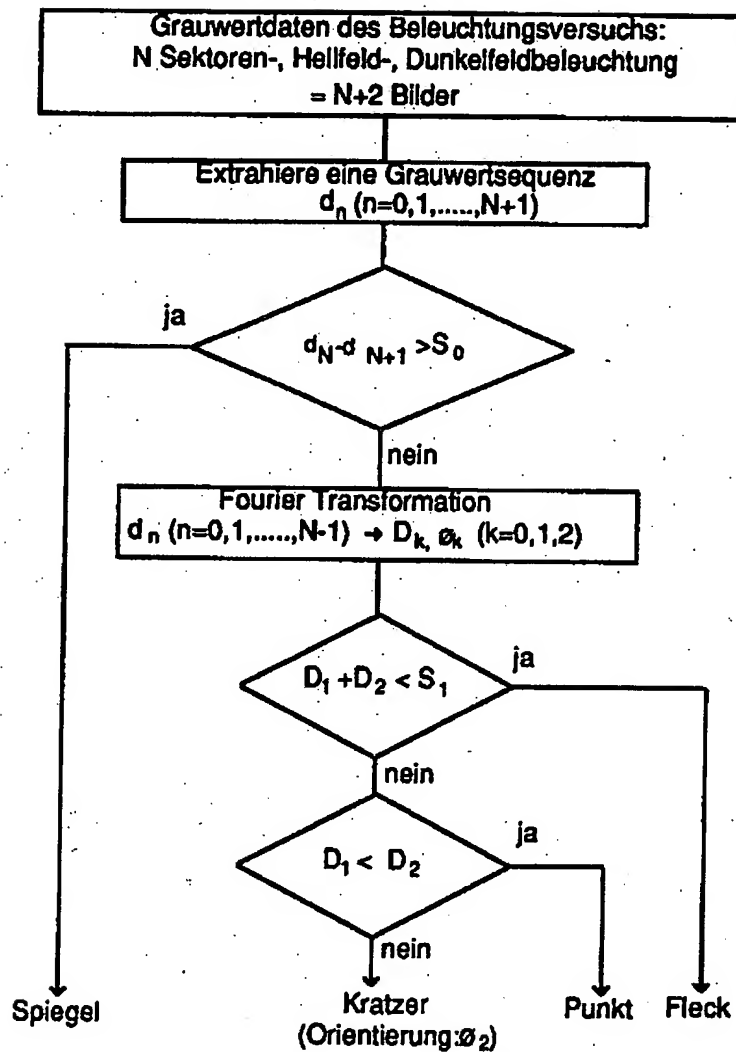 Grauwertdaten des Beleuchtungsversuchs:
N Sektoren-, Hellfeld-, Dunkelfeldbeleuchtung
= N+2 Bilder
Extrahiere eine Grauwertsequenz
dn (n=0,1,.....,N+1)
ja
dN-d N+1 >S0
nein
Fourier Transformation
dn (n=0,1,.....,N-1) → Dk, øk (k=0,1,2)
D1 +D2 < S1
ja
nein
D1 < D2
ja
nein
Spiegel
Kratzer
(Orientierung:ø2)
Punkt
Fleck